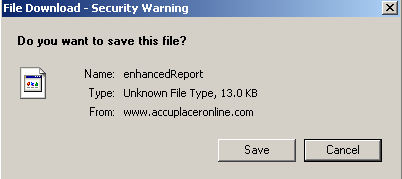 File Download - Security Warning
Do you want to save this file?
Name: enhancedReport
Type: Unknown File Type, 13.0 KB
From: www.accuplaceronline.com
Save Cancel